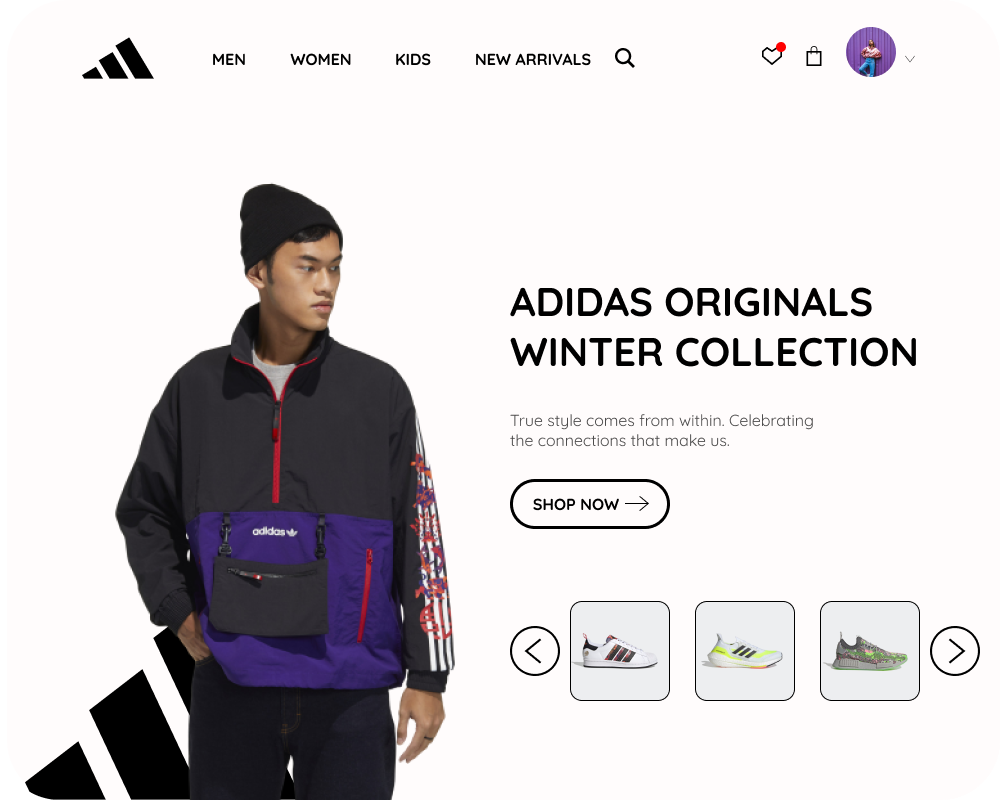 MEN
WOMEN
KIDS
NEW ARRIVALS
ADIDAS ORIGINALS
WINTER COLLECTION
True style comes from within. Celebrating
the connections that make us.
SHOP NOW
adidas